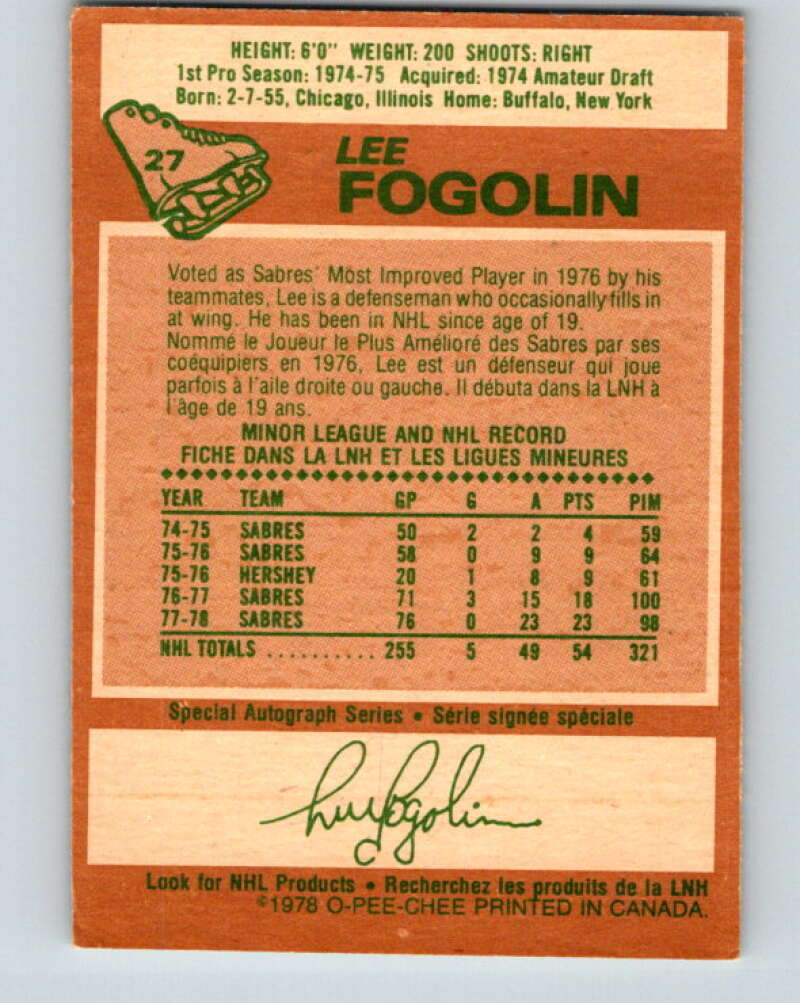 HEIGHT: 6'0" WEIGHT: 200 SHOOTS: RIGHT
1st Pro Season: 1974-75 Acquired: 1974 Amateur Draft
Born: 2-7-55, Chicago, Illinois Home: Buffalo, New York
27
LEE
FOGOLIN
Voted as Sabres' Most Improved Player in 1976 by his
teammates, Lee is a defenseman who occasionally fills in
at wing. He has been in NHL since age of 19.
Nommé le Joueur le Plus Amélioré des Sabres par ses
coéquipiers en 1976, Lee est un défenseur qui joue
parfois à l'aile droite ou gauche. Il débuta dans la LNH à
l'âge de 19 ans.
MINOR LEAGUE AND NHL RECORD
FICHE DANS LA LNH ET LES LIGUES MINEURES
YEAR TEAM GP G A PTS PIM
74-75 SABRES 50 2 2 4 59
75-76 SABRES 58 0 9 9 64
75-76 HERSHEY 20 1 8 9 61
76-77 SABRES 71 3 15 18 100
77-78 SABRES 76 0 23 23 98
NHL TOTALS .......... 255 5 49 54 321
Special Autograph Series • Série signée spéciale
Lee Fogolin
Look for NHL Products • Recherchez les produits de la LNH
©1978 O-PEE-CHEE PRINTED IN CANADA.